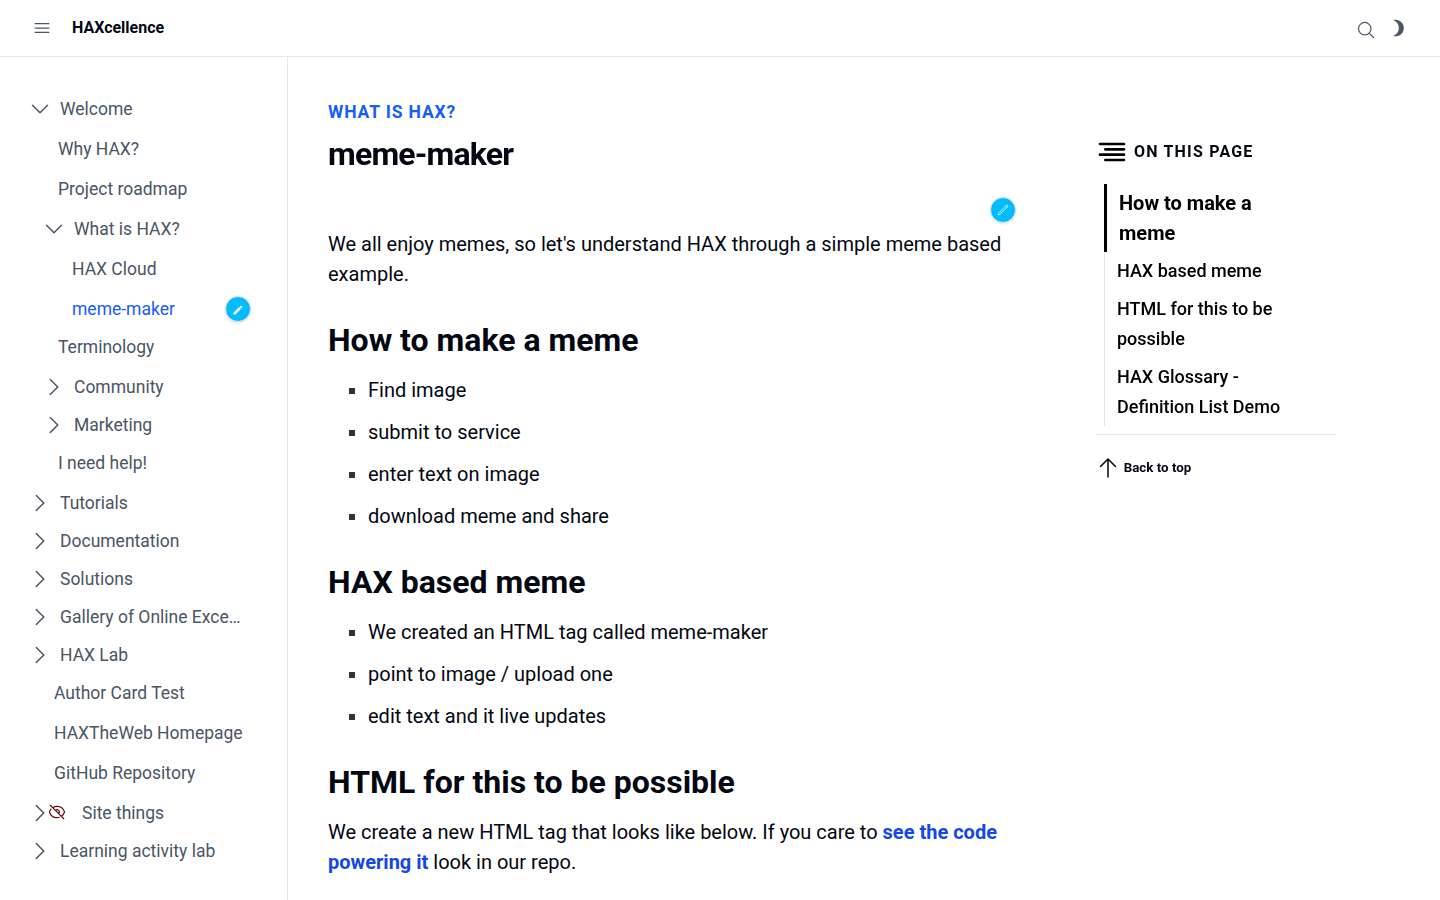 HAXcellence
Welcome
Why HAX?
Project roadmap
What is HAX?
HAX Cloud
meme-maker
Terminology
Community
Marketing
I need help!
Tutorials
Documentation
Solutions
Gallery of Online Exce...
HAX Lab
Author Card Test
HAXTheWeb Homepage
GitHub Repository
Site things
Learning activity lab
WHAT IS HAX?
meme-maker
We all enjoy memes, so let's understand HAX through a simple meme based
example.
How to make a meme
Find image
submit to service
enter text on image
download meme and share
HAX based meme
We created an HTML tag called meme-maker
point to image / upload one
edit text and it live updates
HTML for this to be possible
We create a new HTML tag that looks like below. If you care to see the code
powering it look in our repo.
ON THIS PAGE
How to make a
meme
HAX based meme
HTML for this to be
possible
HAX Glossary -
Definition List Demo
Back to top